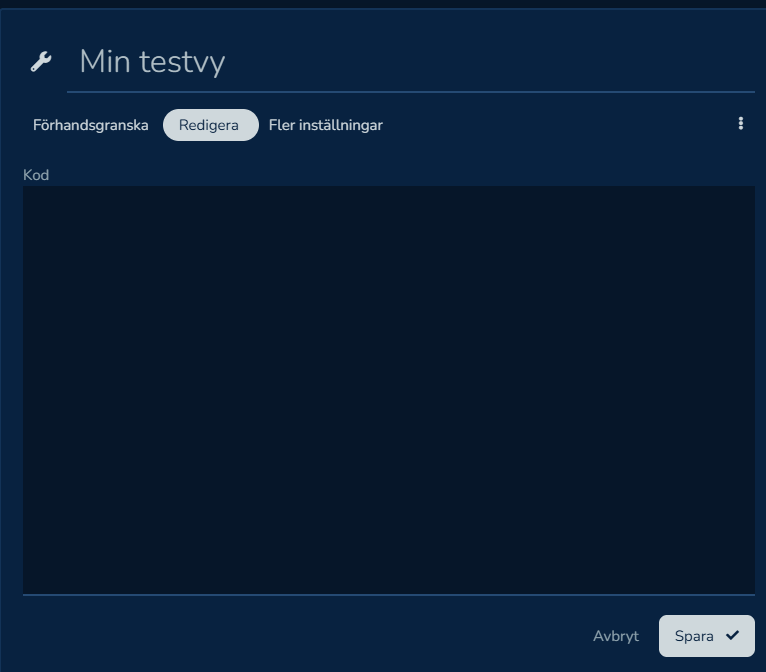 Min testvy
Förhandsgranska Redigera Fler inställningar
Kod
Avbryt Spara